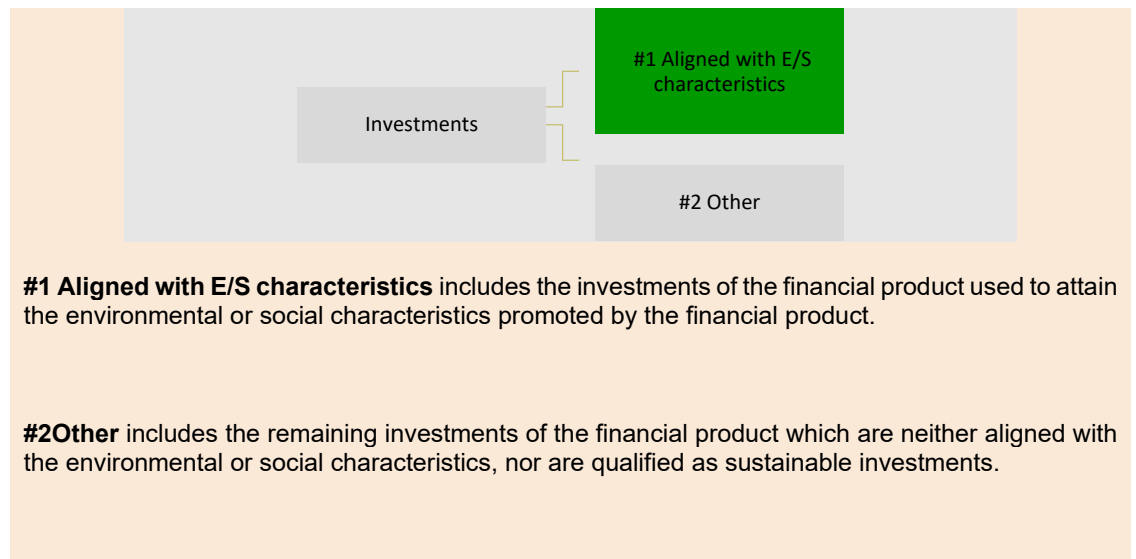 #1 Aligned with E/S
characteristics
Investments
#2 Other
#1 Aligned with E/S characteristics includes the investments of the financial product used to attain
the environmental or social characteristics promoted by the financial product.
#2Other includes the remaining investments of the financial product which are neither aligned with
the environmental or social characteristics, nor are qualified as sustainable investments.